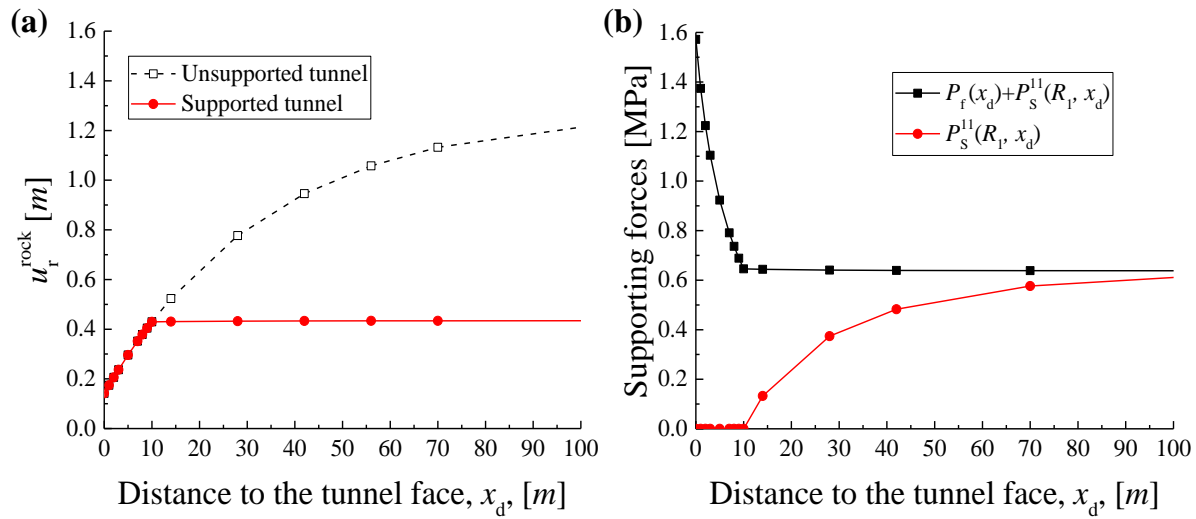 (a)
1.6
1.4
1.2
1.0
0.8
0.6
0.4
0.2
0.0
u_r^rock [m]
Unsupported tunnel
Supported tunnel
0 10 20 30 40 50 60 70 80 90 100
Distance to the tunnel face, x_d, [m]
(b)
1.6
1.4
1.2
1.0
0.8
0.6
0.4
0.2
0.0
Supporting forces [MPa]
P_f(x_d)+P_S^11(R_1, x_d)
P_S^11(R_1, x_d)
0 10 20 30 40 50 60 70 80 90 100
Distance to the tunnel face, x_d, [m]